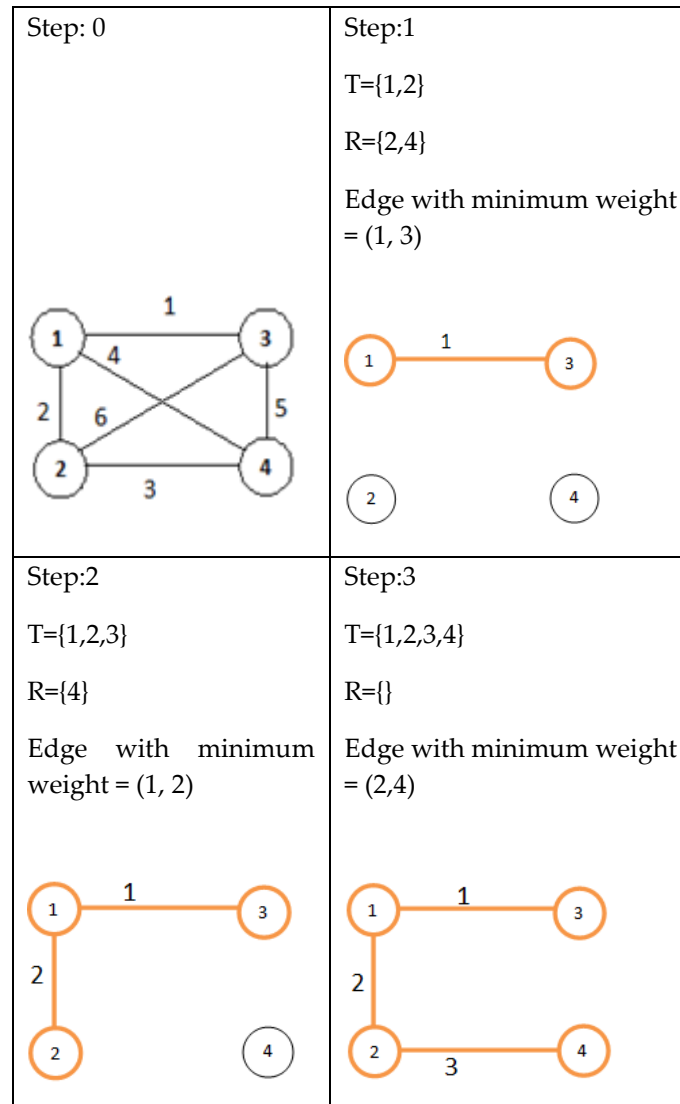 Step: 0
1
1
3
4
2
6
5
2
4
3
Step:1
T={1,2}
R={2,4}
Edge with minimum weight
= (1, 3)
1
1
3
2
4
Step:2
T={1,2,3}
R={4}
Edge with minimum
weight = (1, 2)
1
1
3
2
2
4
Step:3
T={1,2,3,4}
R={}
Edge with minimum weight
= (2,4)
1
1
3
2
2
4
3